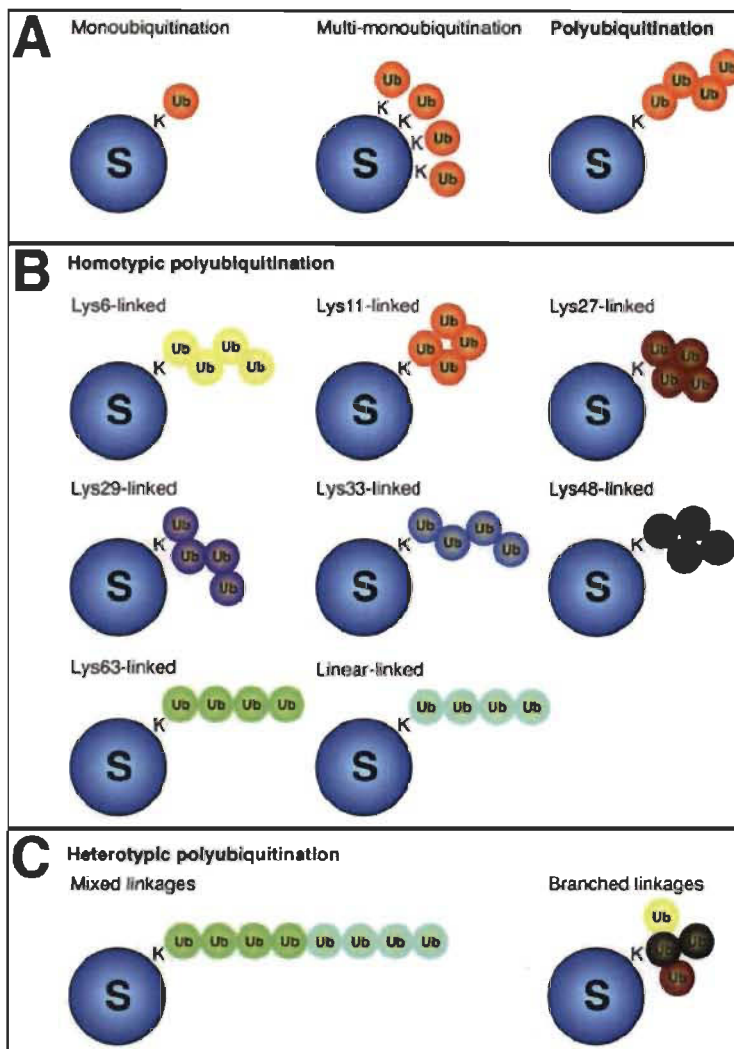 A
Monoubiquitination Multi-monoubiquitination Polyubiquitination
Ub
K
S
Ub
K
Ub
K
K
Ub
K
Ub
S
Ub Ub Ub Ub
K
S
B Homotypic polyubiquitination
Lys6-linked Lys11-linked Lys27-linked
K Ub Ub Ub Ub
S
K Ub Ub Ub Ub
S
K Ub Ub Ub Ub
S
Lys29-linked Lys33-linked Lys48-linked
K Ub Ub Ub Ub
S
K Ub Ub Ub Ub
S
K
S
Lys63-linked Linear-linked
K Ub Ub Ub Ub
S
K Ub Ub Ub Ub
S
C Heterotypic polyubiquitination
Mixed linkages Branched linkages
K Ub Ub Ub Ub Ub Ub Ub Ub
S
Ub
K Ub Ub
Ub
S